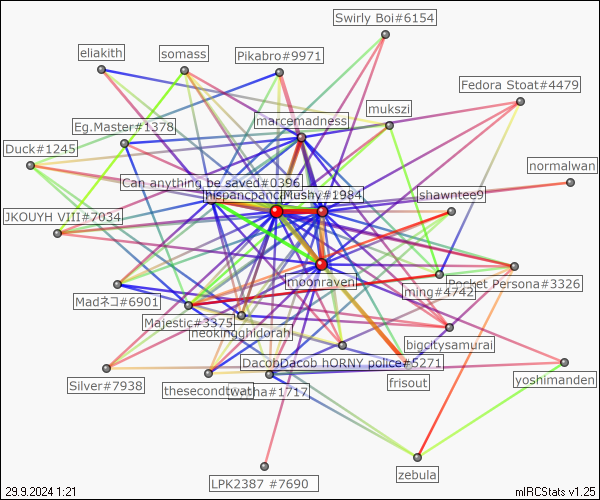 Swirly Boi#6154
eliakith
somass
Pikabro#9971
Fedora Stoat#4479
mukszi
marcemadness
Eg.Master#1378
Duck#1245
normalwan
Can anything be saved#0396
hispancpanc
Mushy#1984
shawntee9
JKOUYH VIII#7034
moonraven
Pocket Persona#3326
ming#4742
Madネコ#6901
Majestic#3375
neokingghidorah
bigcitysamurai
DacobDacob hORNY police#5271
Silver#7938
thesecondtwat
#1717
frisout
yoshimanden
zebula
LPK2387 #7690
29.9.2024 1:21
mIRCStats v1.25